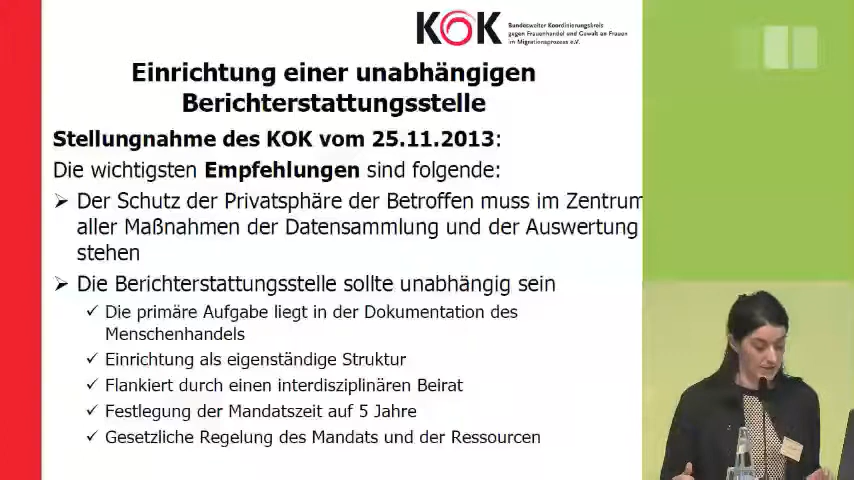 KOK
Bundesweiter Koordinierungskreis
gegen Frauenhandel und Gewalt an Frauen
im Migrationsprozess e.V.
Einrichtung einer unabhängigen
Berichterstattungsstelle
Stellungnahme des KOK vom 25.11.2013:
Die wichtigsten Empfehlungen sind folgende:
➢ Der Schutz der Privatsphäre der Betroffen muss im Zentrum
aller Maßnahmen der Datensammlung und der Auswertung
stehen
➢ Die Berichterstattungsstelle sollte unabhängig sein
✓ Die primäre Aufgabe liegt in der Dokumentation des
Menschenhandels
✓ Einrichtung als eigenständige Struktur
✓ Flankiert durch einen interdisziplinären Beirat
✓ Festlegung der Mandatszeit auf 5 Jahre
✓ Gesetzliche Regelung des Mandats und der Ressourcen